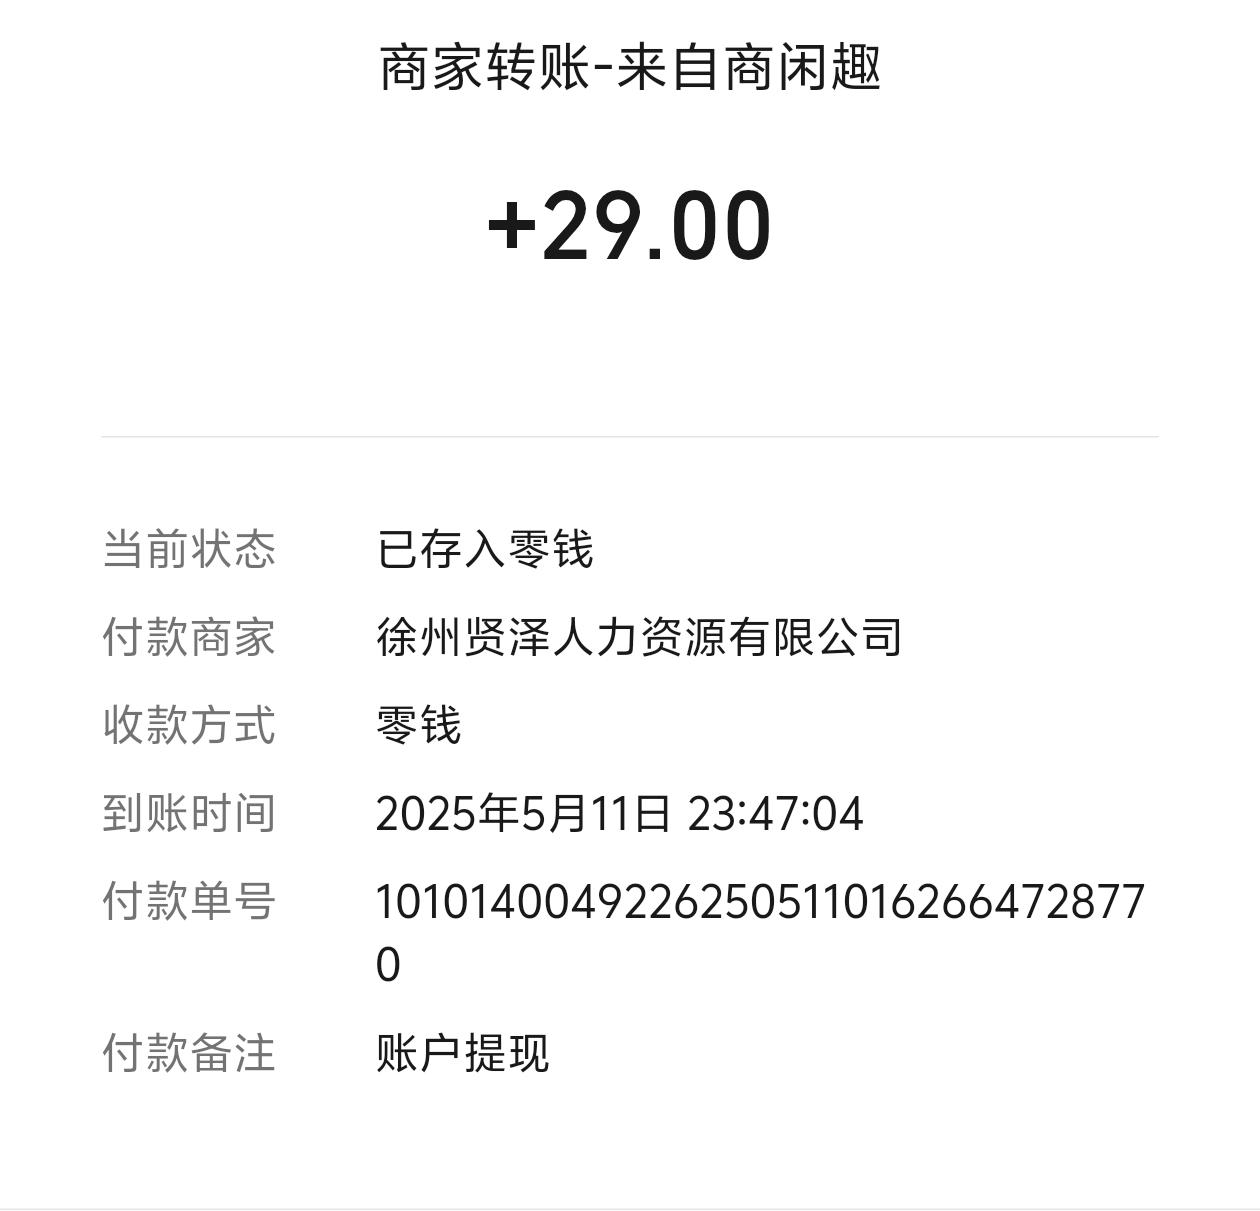 商家转账-来自商闲趣
+29.00
当前状态 已存入零钱
付款商家 徐州贤泽人力资源有限公司
收款方式 零钱
到账时间 2025年5月11日 23:47:04
付款单号 101014004922625051101626647287​7
0
付款备注 账户提现